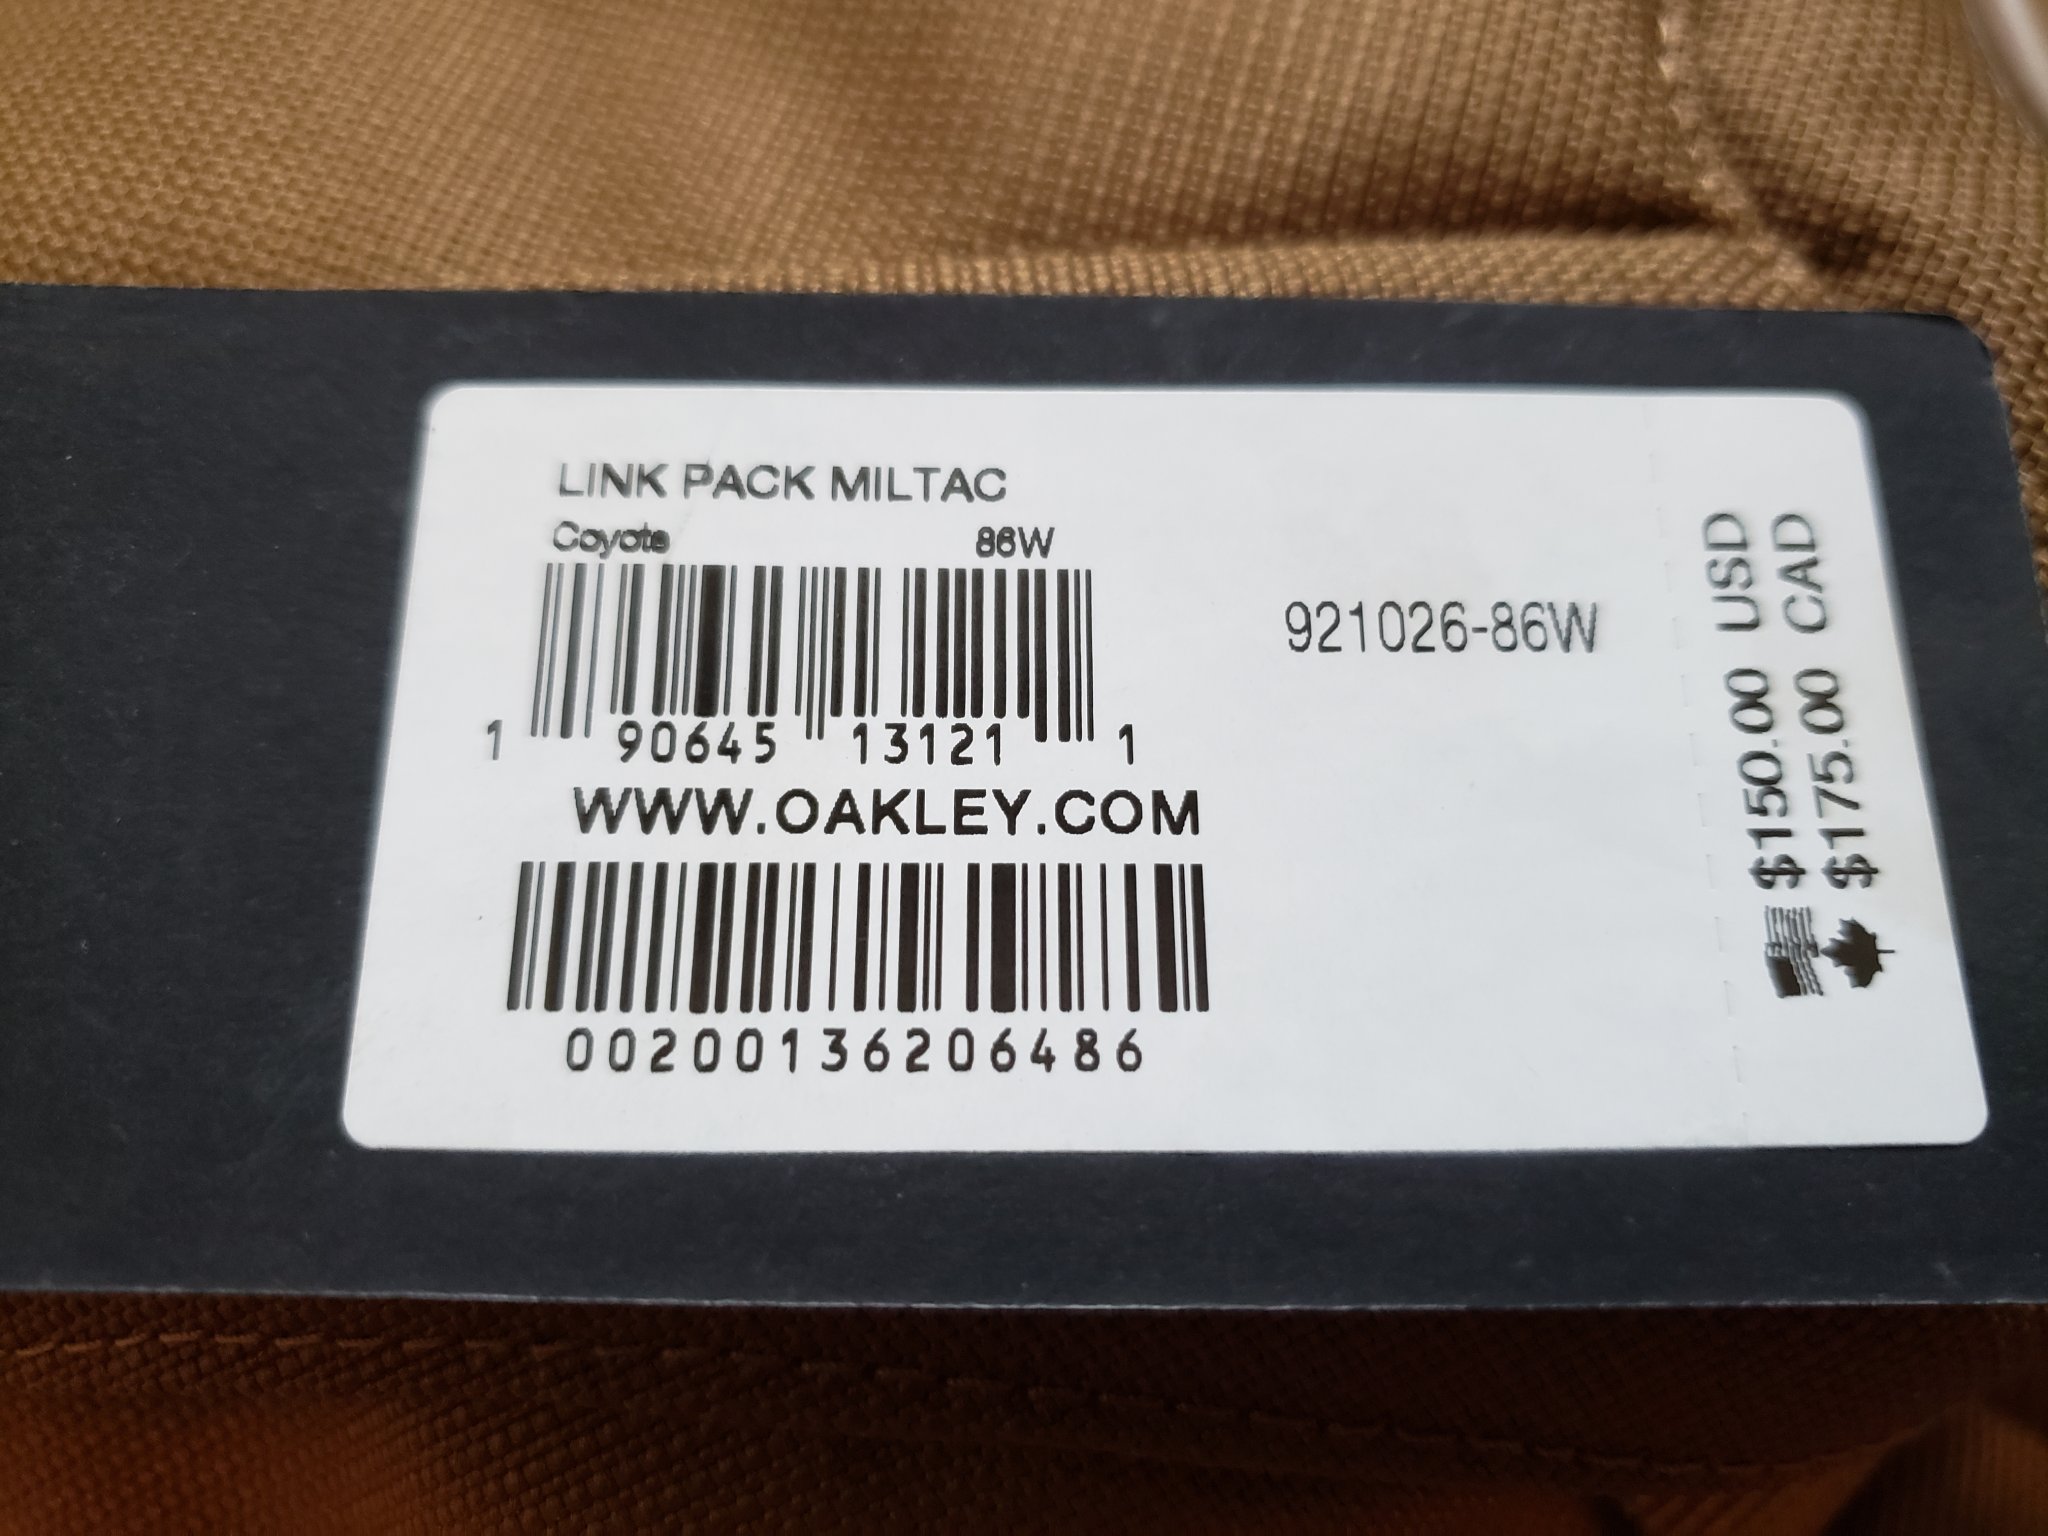 LINK PACK MILTAC
Coyote 86W
1 90645 13121 1
WWW.OAKLEY.COM
00200136206486
921026-86W
$150.00 USD
$175.00 CAD